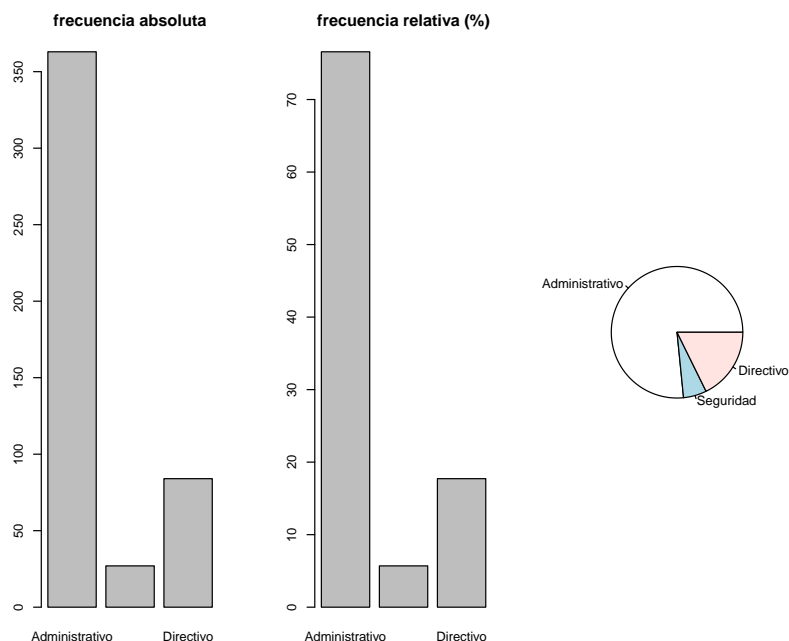 frecuencia absoluta
350
300
250
200
150
100
50
0
Administrativo
Directivo
frecuencia relativa (%)
70
60
50
40
30
20
10
0
Administrativo
Directivo
Administrativo
Directivo
Seguridad